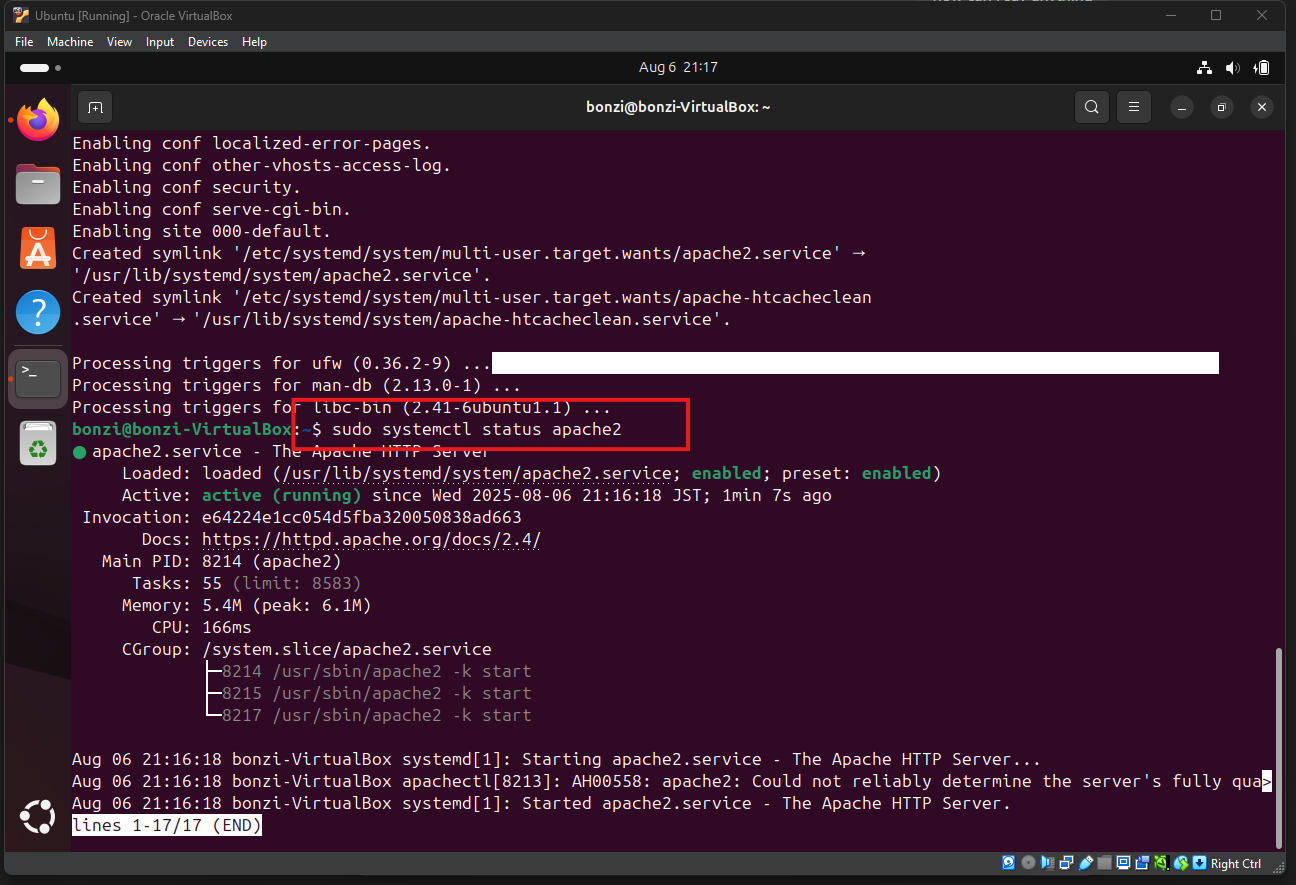 Ubuntu [Running] - Oracle VirtualBox
File Machine View Input Devices Help
Aug 6 21:17
bonzi@bonzi-VirtualBox: ~
Enabling conf localized-error-pages.
Enabling conf other-vhosts-access-log.
Enabling conf security.
Enabling conf serve-cgi-bin.
Enabling site 000-default.
Created symlink '/etc/systemd/system/multi-user.target.wants/apache2.service' →
'/usr/lib/systemd/system/apache2.service'.
Created symlink '/etc/systemd/system/multi-user.target.wants/apache-htcacheclean
.service' → '/usr/lib/systemd/system/apache-htcacheclean.service'.
Processing triggers for ufw (0.36.2-9) ...
Processing triggers for man-db (2.13.0-1) ...
Processing triggers for libc-bin (2.41-6ubuntu1.1) ...
bonzi@bonzi-VirtualBox:~$ sudo systemctl status apache2
● apache2.service - The Apache HTTP Server
Loaded: loaded (/usr/lib/systemd/system/apache2.service; enabled; preset: enabled)
Active: active (running) since Wed 2025-08-06 21:16:18 JST; 1min 7s ago
Invocation: e64224e1cc054d5fba320050838ad663
Docs: https://httpd.apache.org/docs/2.4/
Main PID: 8214 (apache2)
Tasks: 55 (limit: 8583)
Memory: 5.4M (peak: 6.1M)
CPU: 166ms
CGroup: /system.slice/apache2.service
├─8214 /usr/sbin/apache2 -k start
├─8215 /usr/sbin/apache2 -k start
└─8217 /usr/sbin/apache2 -k start
Aug 06 21:16:18 bonzi-VirtualBox systemd[1]: Starting apache2.service - The Apache HTTP Server...
Aug 06 21:16:18 bonzi-VirtualBox apachectl[8213]: AH00558: apache2: Could not reliably determine the server's fully qua>
Aug 06 21:16:18 bonzi-VirtualBox systemd[1]: Started apache2.service - The Apache HTTP Server.
lines 1-17/17 (END)
Right Ctrl